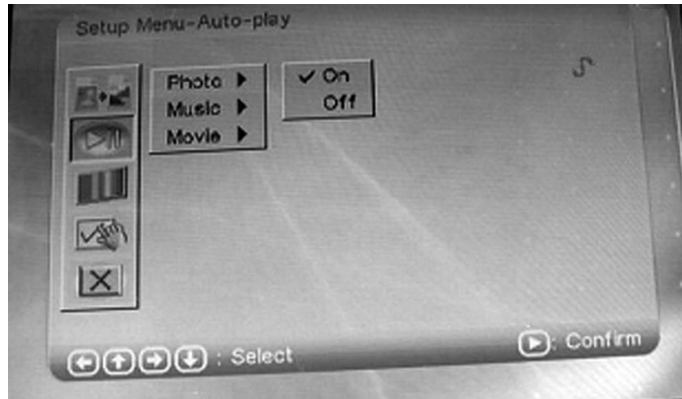 Setup Menu-Auto-play
Photo
Music
Movie
On
Off
: Select
: Confirm